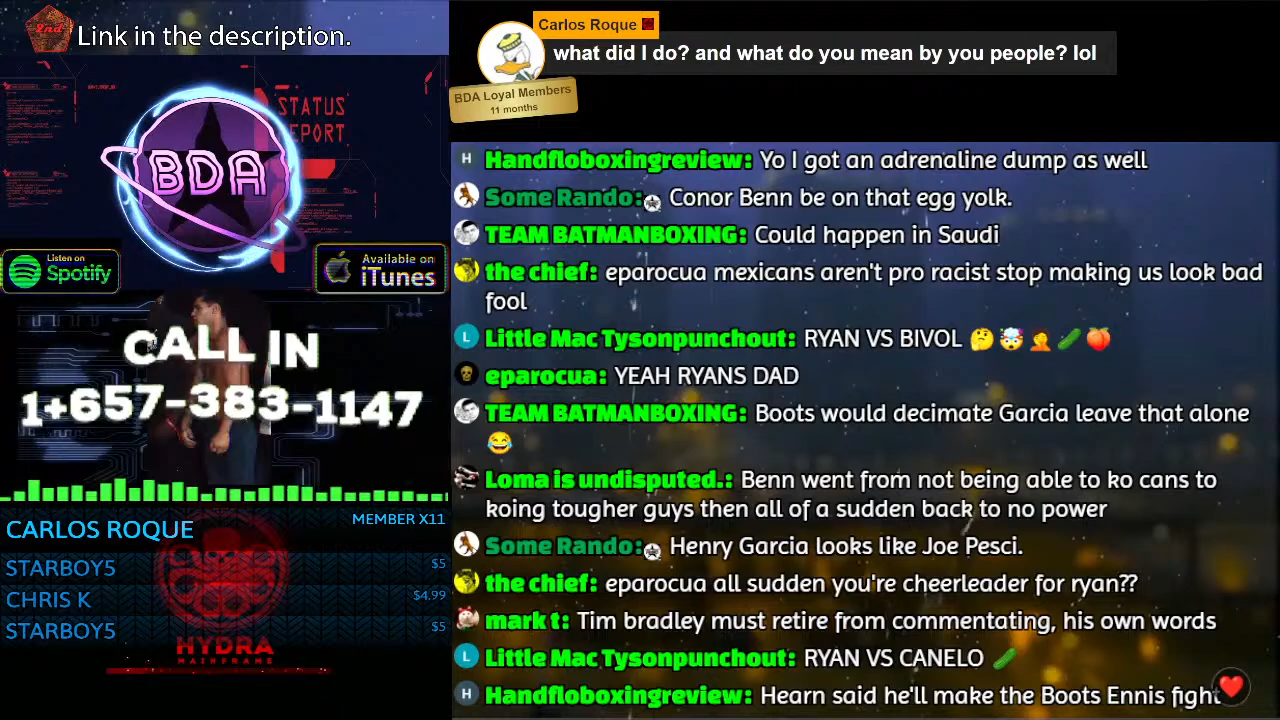 2nd
Link in the description.
STATUS
REPORT
BDA
Listen on
Spotify
Available on
iTunes
CALL IN
1+657-383-1147
CARLOS ROQUE
MEMBER X11
STARBOY5
$5
CHRIS K
$4,99
STARBOY5
$5
HYDRA
MAINFRAME
Carlos Roque
what did I do? and what do you mean by you people? lol
BDA Loyal Members
11 months
H
Handfloboxingreview: Yo I got an adrenaline dump as well
Some Rando: Conor Benn be on that egg yolk.
TEAM BATMANBOXING: Could happen in Saudi
the chief: eparocua mexicans aren't pro racist stop making us look bad
fool
L
Little Mac Tysonpunchout: RYAN VS BIVOL 🤔🤯🤦🥒🍑
eparocua: YEAH RYANS DAD
TEAM BATMANBOXING: Boots would decimate Garcia leave that alone
😂
Loma is undisputed.: Benn went from not being able to ko cans to
koing tougher guys then all of a sudden back to no power
Some Rando: Henry Garcia looks like Joe Pesci.
the chief: eparocua all sudden you're cheerleader for ryan??
mark t: Tim bradley must retire from commentating, his own words
L
Little Mac Tysonpunchout: RYAN VS CANELO 🥒
H
Handfloboxingreview: Hearn said he'll make the Boots Ennis fight